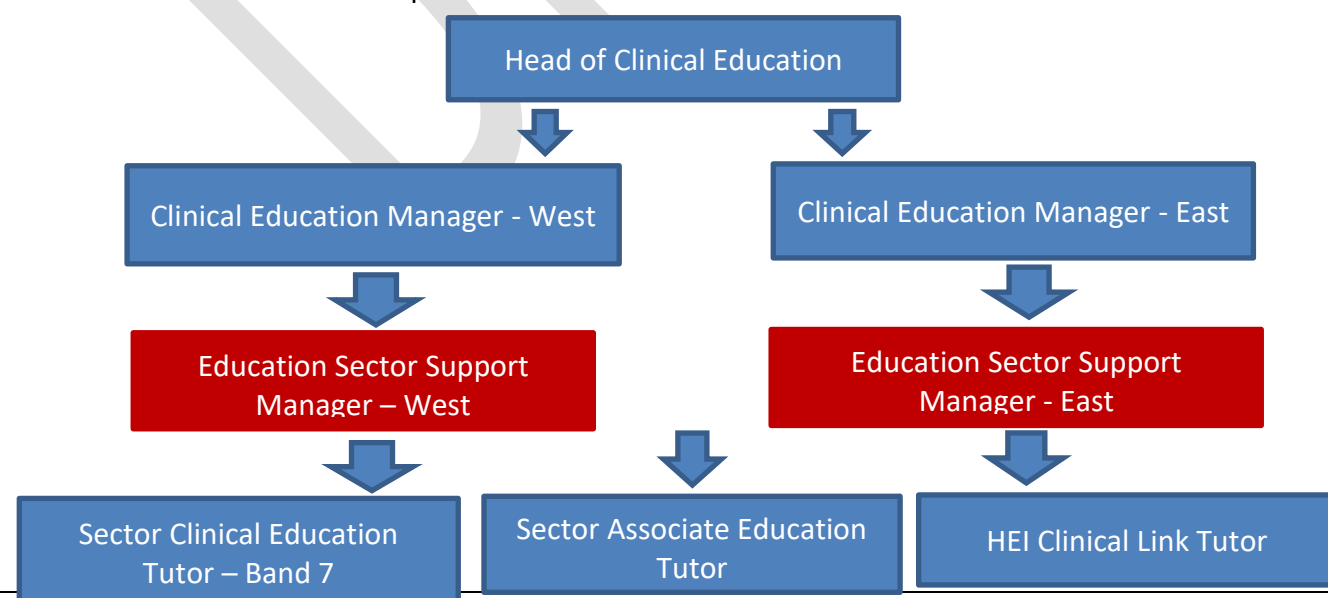 Head of Clinical Education
Clinical Education Manager - West
Clinical Education Manager - East
Education Sector Support
Manager – West
Education Sector Support
Manager - East
Sector Clinical Education
Tutor – Band 7
Sector Associate Education
Tutor
HEI Clinical Link Tutor